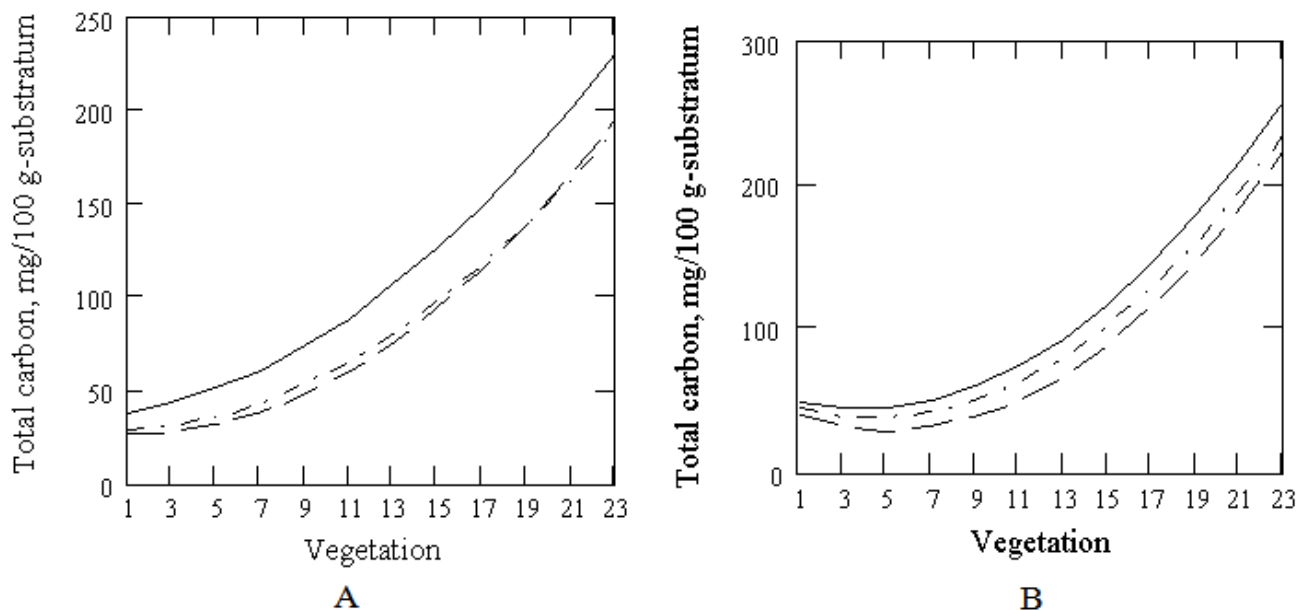 250
200
150
100
50
0
Total carbon, mg/100 g-substratum
1 3 5 7 9 11 13 15 17 19 21 23
Vegetation
A
300
200
100
0
Total carbon, mg/100 g-substratum
1 3 5 7 9 11 13 15 17 19 21 23
Vegetation
B